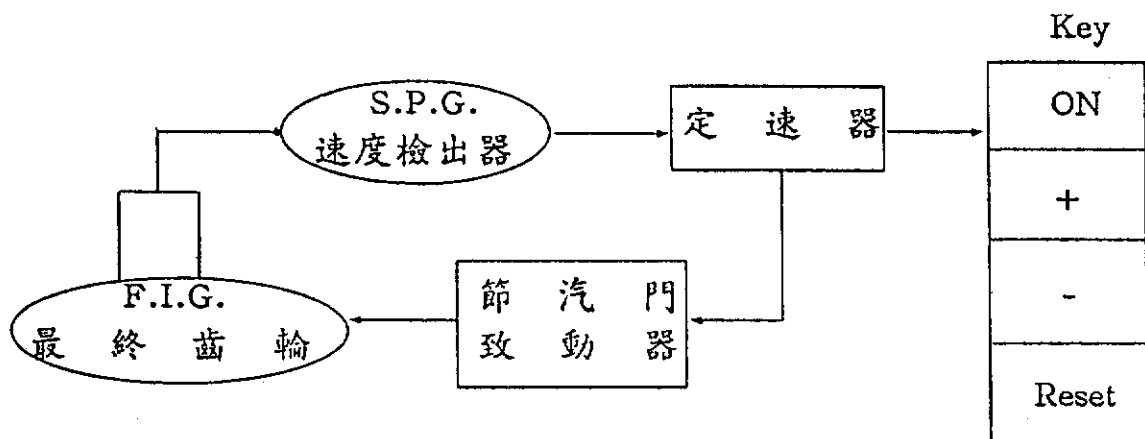 Key
ON
+
-
Reset
S.P.G.
速度檢出器
定速器
節汽門
致動器
F.I.G.
最終齒輪